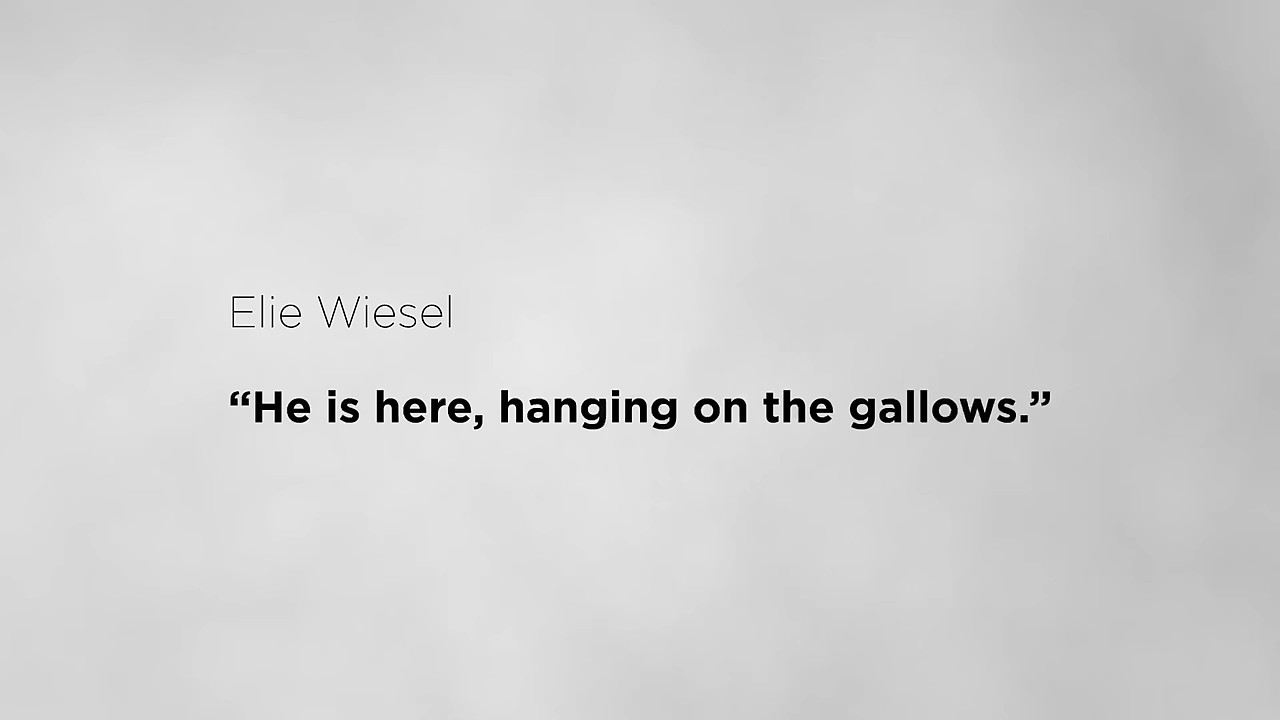 Elie Wiesel
“He is here, hanging on the gallows.”